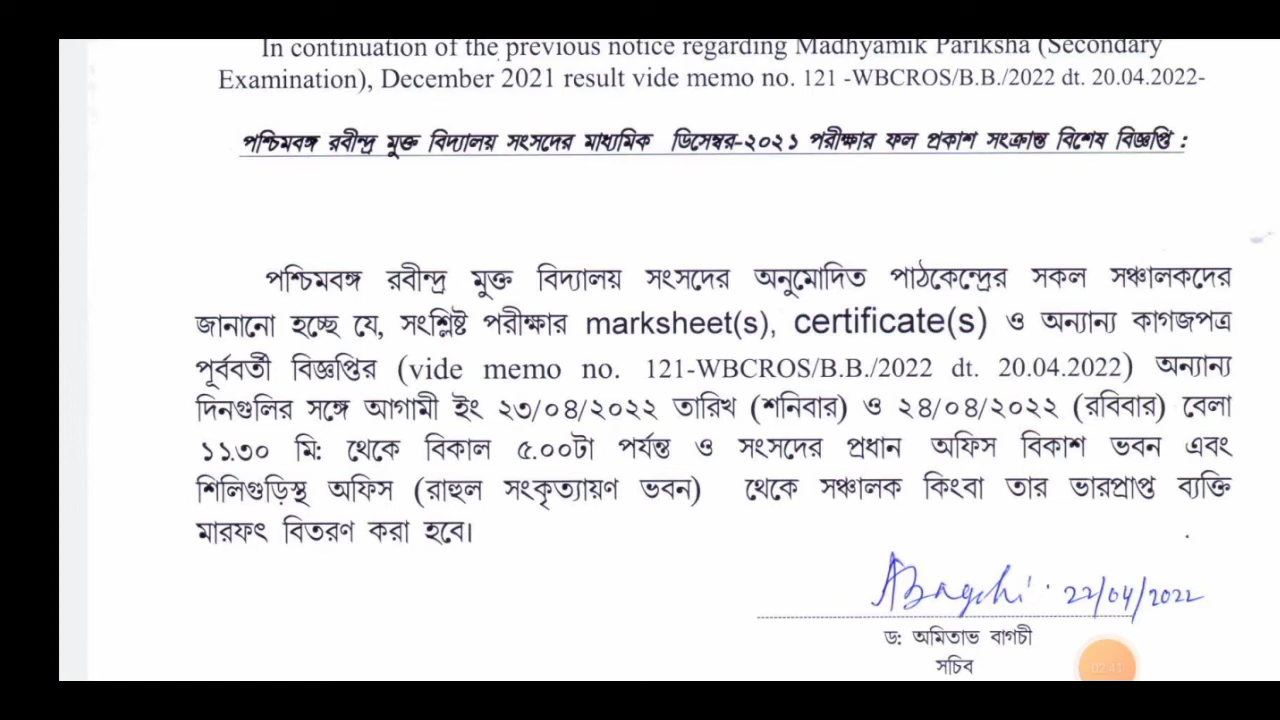 In continuation of the previous notice regarding Madhyamik Pariksha (Secondary
Examination), December 2021 result vide memo no. 121 -WBCROS/B.B./2022 dt. 20.04.2022-
পশ্চিমবঙ্গ রবীন্দ্র মুক্ত বিদ্যালয় সংসদের মাধ্যমিক ডিসেম্বর-২০২১ পরীক্ষার ফল প্রকাশ সংক্রান্ত বিশেষ বিজ্ঞপ্তি :
পশ্চিমবঙ্গ রবীন্দ্র মুক্ত বিদ্যালয় সংসদের অনুমোদিত পাঠকেন্দ্রের সকল সঞ্চালকদের
জানানো হচ্ছে যে, সংশ্লিষ্ট পরীক্ষার marksheet(s), certificate(s) ও অন্যান্য কাগজপত্র
পূর্ববর্তী বিজ্ঞপ্তির (vide memo no. 121-WBCROS/B.B./2022 dt. 20.04.2022) অন্যান্য
দিনগুলির সঙ্গে আগামী ইং ২৩/০৪/২০২২ তারিখ (শনিবার) ও ২৪/০৪/২০২২ (রবিবার) বেলা
১১.৩০ মি: থেকে বিকাল ৫.০০টা পর্যন্ত ও সংসদের প্রধান অফিস বিকাশ ভবন এবং
শিলিগুড়িস্থ অফিস (রাহুল সংকৃত্যায়ণ ভবন) থেকে সঞ্চালক কিংবা তার ভারপ্রাপ্ত ব্যক্তি
মারফৎ বিতরণ করা হবে।
ABagchi . 22/04/2022
ড: অমিতাভ বাগচী
সচিব
02:41